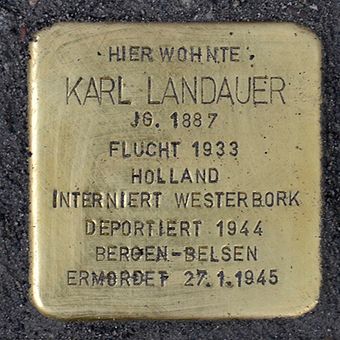 HIER WOHNTE
KARL LANDAUER
JG. 1887
FLUCHT 1933
HOLLAND
INTERNIERT WESTERBORK
DEPORTIERT 1944
BERGEN-BELSEN
ERMORDET 27.1.1945